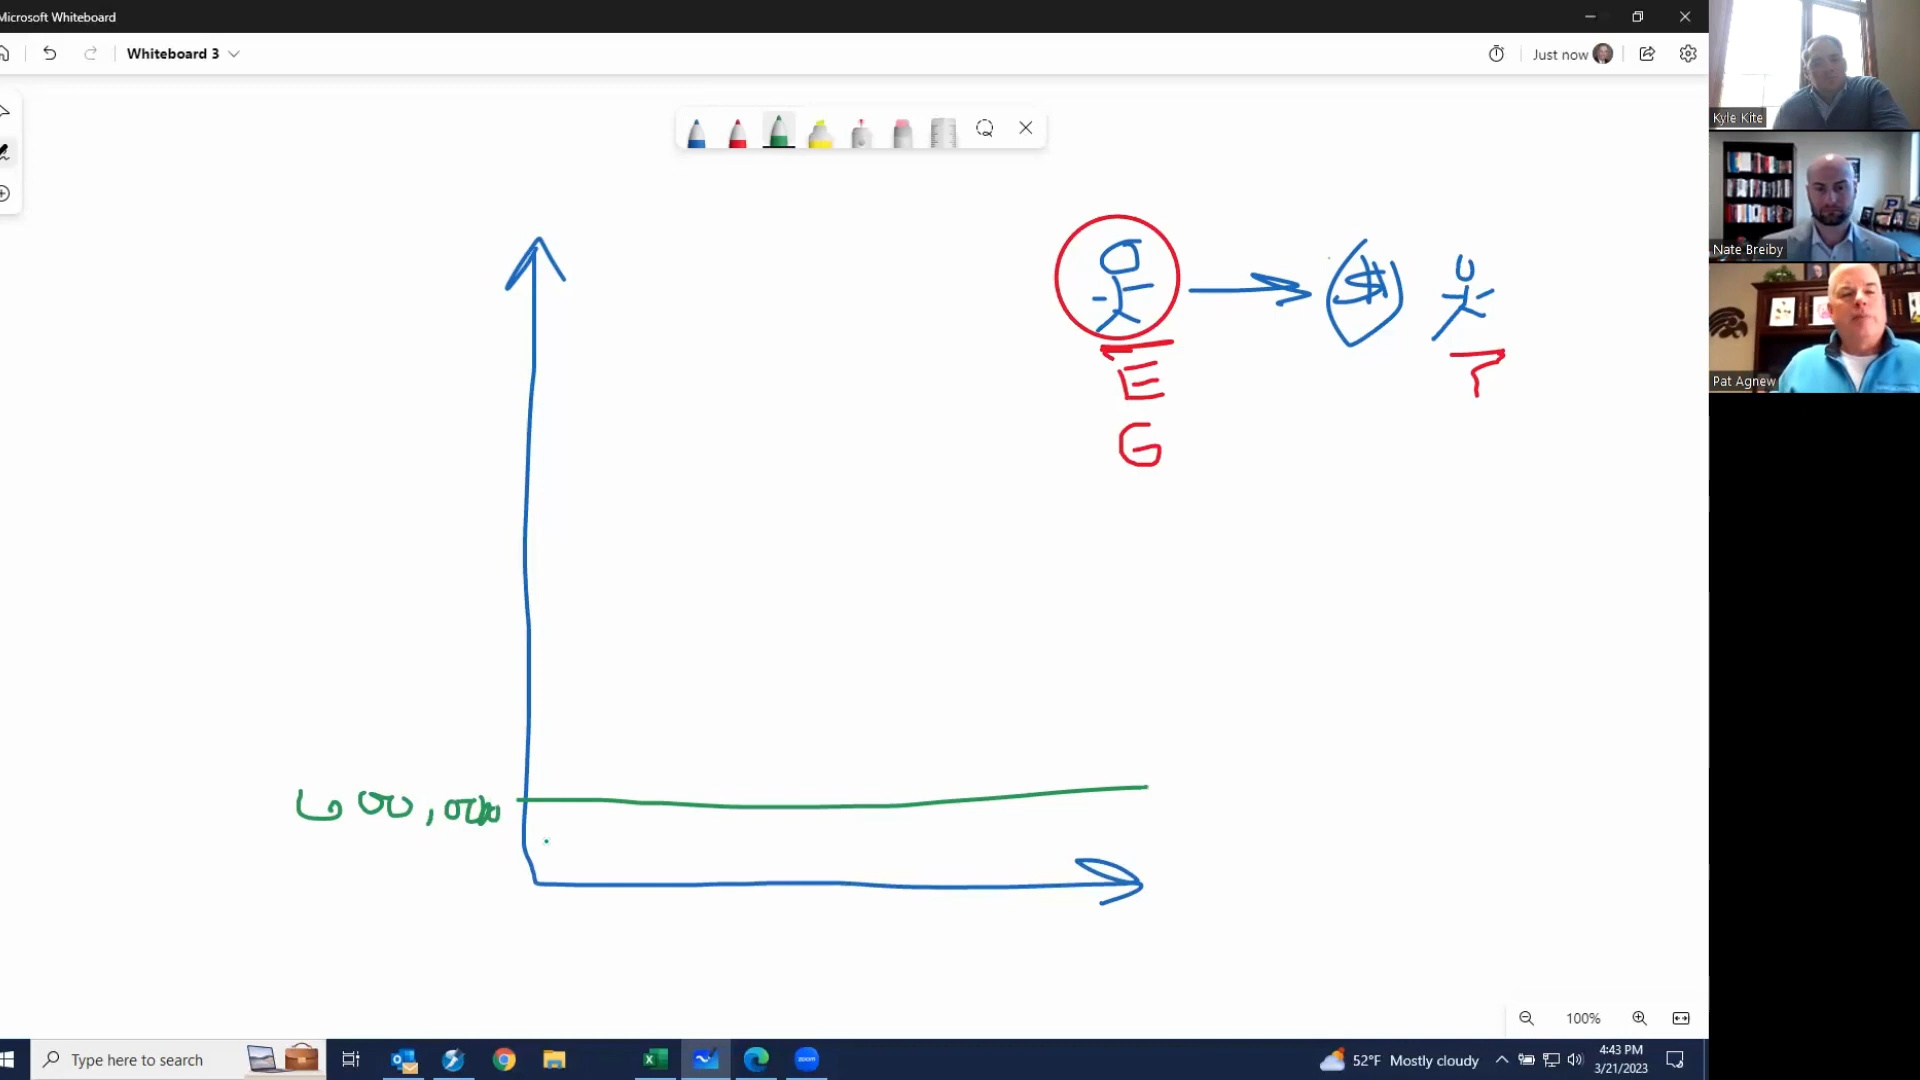 Microsoft Whiteboard
Whiteboard 3
Just now
Kyle Kite
Nate Breiby
Pat Agnew
$
E
G
600,000
100%
Type here to search
zoom
52°F Mostly cloudy
4:43 PM
3/21/2023